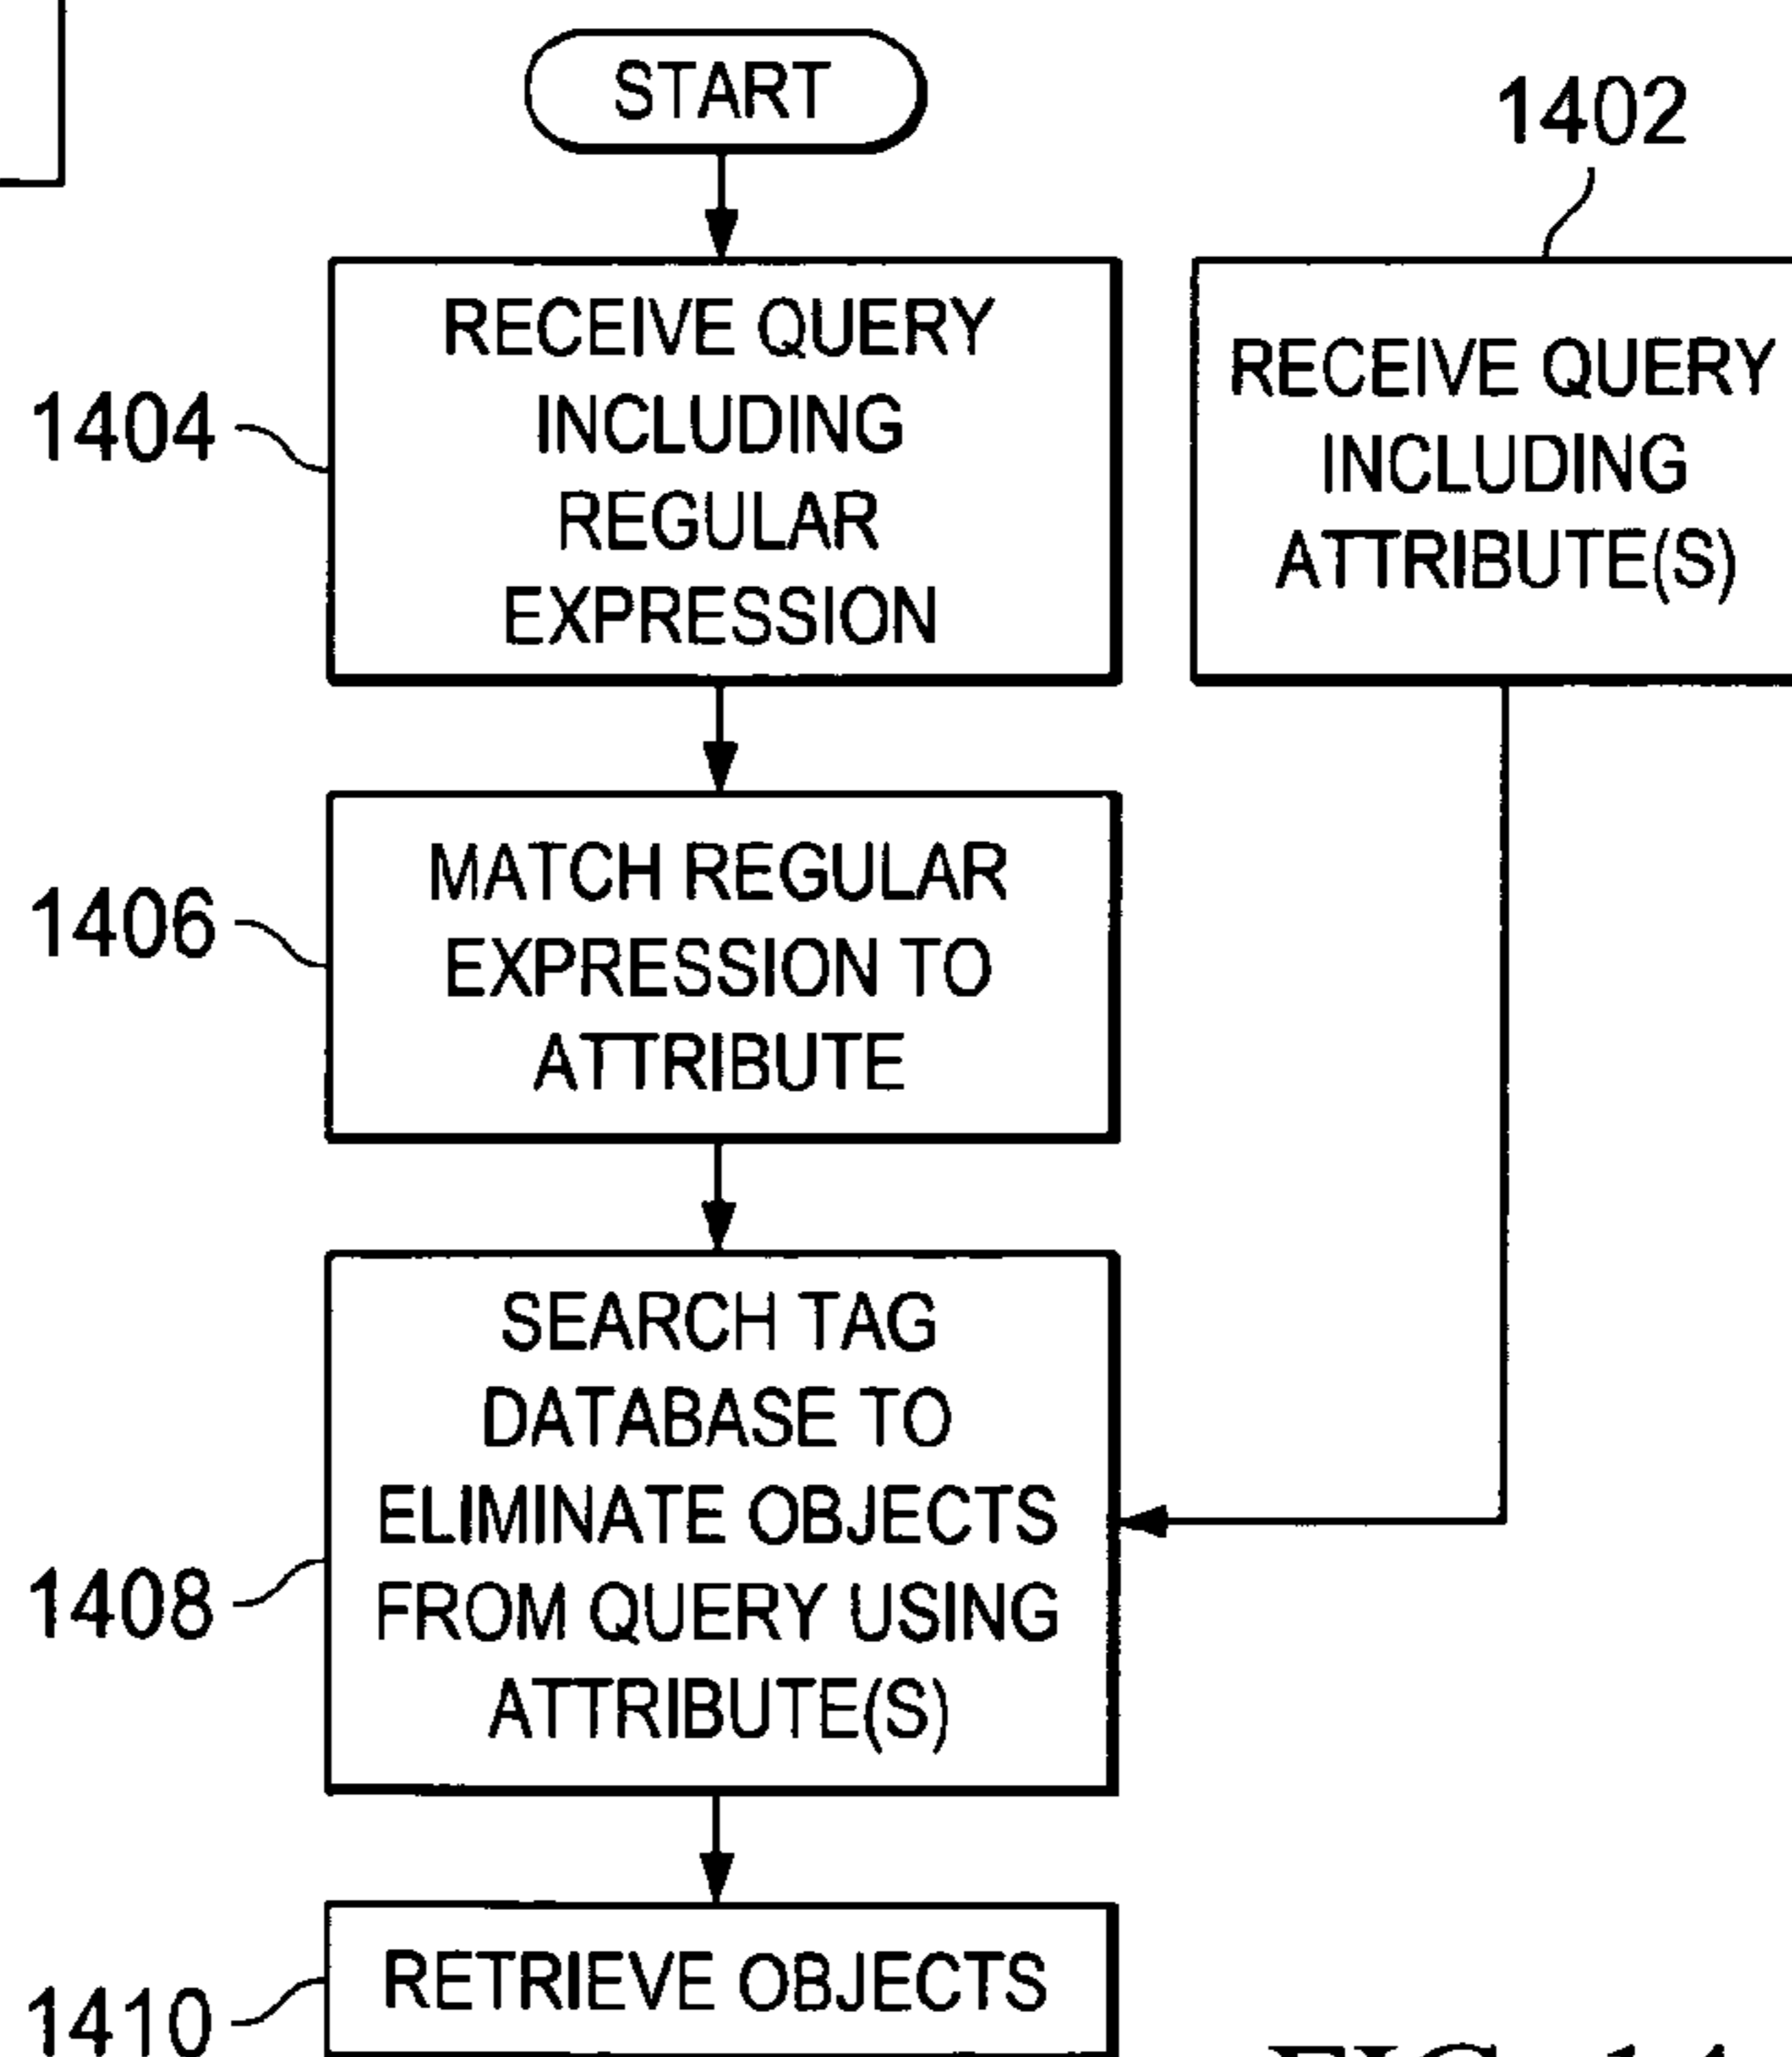 START
1402
RECEIVE QUERY
INCLUDING
REGULAR
EXPRESSION
1404
RECEIVE QUERY
INCLUDING
ATTRIBUTE(S)
MATCH REGULAR
EXPRESSION TO
ATTRIBUTE
1406
SEARCH TAG
DATABASE TO
ELIMINATE OBJECTS
FROM QUERY USING
ATTRIBUTE(S)
1408
RETRIEVE OBJECTS
1410